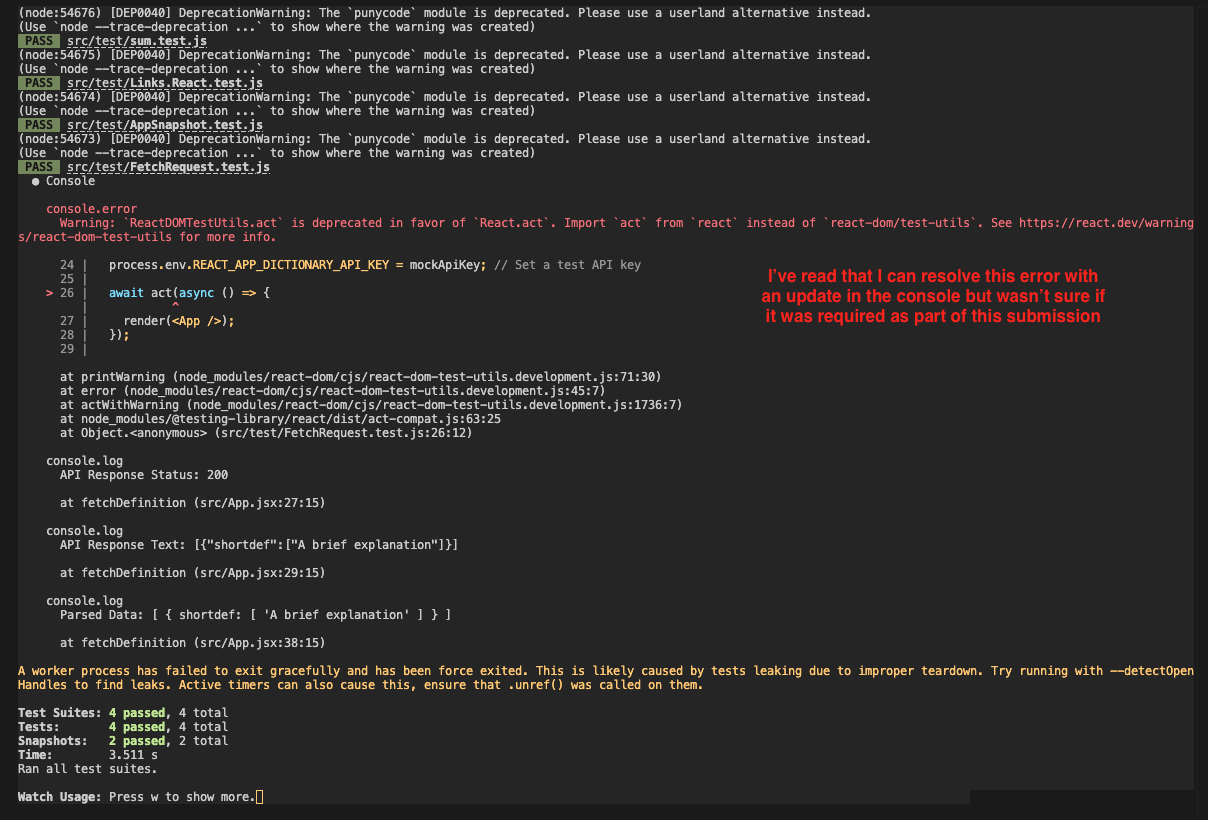 (node:54676) [DEP0040] DeprecationWarning: The `punycode` module is deprecated. Please use a userland alternative instead.
(Use `node --trace-deprecation ...` to show where the warning was created)
PASS src/test/sum.test.js
(node:54675) [DEP0040] DeprecationWarning: The `punycode` module is deprecated. Please use a userland alternative instead.
(Use `node --trace-deprecation ...` to show where the warning was created)
PASS src/test/Links.React.test.js
(node:54674) [DEP0040] DeprecationWarning: The `punycode` module is deprecated. Please use a userland alternative instead.
(Use `node --trace-deprecation ...` to show where the warning was created)
PASS src/test/AppSnapshot.test.js
(node:54673) [DEP0040] DeprecationWarning: The `punycode` module is deprecated. Please use a userland alternative instead.
(Use `node --trace-deprecation ...` to show where the warning was created)
PASS src/test/FetchRequest.test.js
● Console
console.error
Warning: `ReactDOMTestUtils.act` is deprecated in favor of `React.act`. Import `act` from `react` instead of `react-dom/test-utils`. See https://react.dev/warning
s/react-dom-test-utils for more info.
24 |   process.env.REACT_APP_DICTIONARY_API_KEY = mockApiKey; // Set a test API key
25 |
> 26 |   await act(async () => {
|            ^
27 |     render(<App />);
28 |   });
29 |
I've read that I can resolve this error with
an update in the console but wasn't sure if
it was required as part of this submission
at printWarning (node_modules/react-dom/cjs/react-dom-test-utils.development.js:71:30)
at error (node_modules/react-dom/cjs/react-dom-test-utils.development.js:45:7)
at actWithWarning (node_modules/react-dom/cjs/react-dom-test-utils.development.js:1736:7)
at node_modules/@testing-library/react/dist/act-compat.js:63:25
at Object.<anonymous> (src/test/FetchRequest.test.js:26:12)
console.log
API Response Status: 200
at fetchDefinition (src/App.jsx:27:15)
console.log
API Response Text: [{"shortdef":["A brief explanation"]}]
at fetchDefinition (src/App.jsx:29:15)
console.log
Parsed Data: [ { shortdef: [ 'A brief explanation' ] } ]
at fetchDefinition (src/App.jsx:38:15)
A worker process has failed to exit gracefully and has been force exited. This is likely caused by tests leaking due to improper teardown. Try running with --detectOpen
Handles to find leaks. Active timers can also cause this, ensure that .unref() was called on them.
Test Suites: 4 passed, 4 total
Tests:       4 passed, 4 total
Snapshots:   2 passed, 2 total
Time:        3.511 s
Ran all test suites.
Watch Usage: Press w to show more.